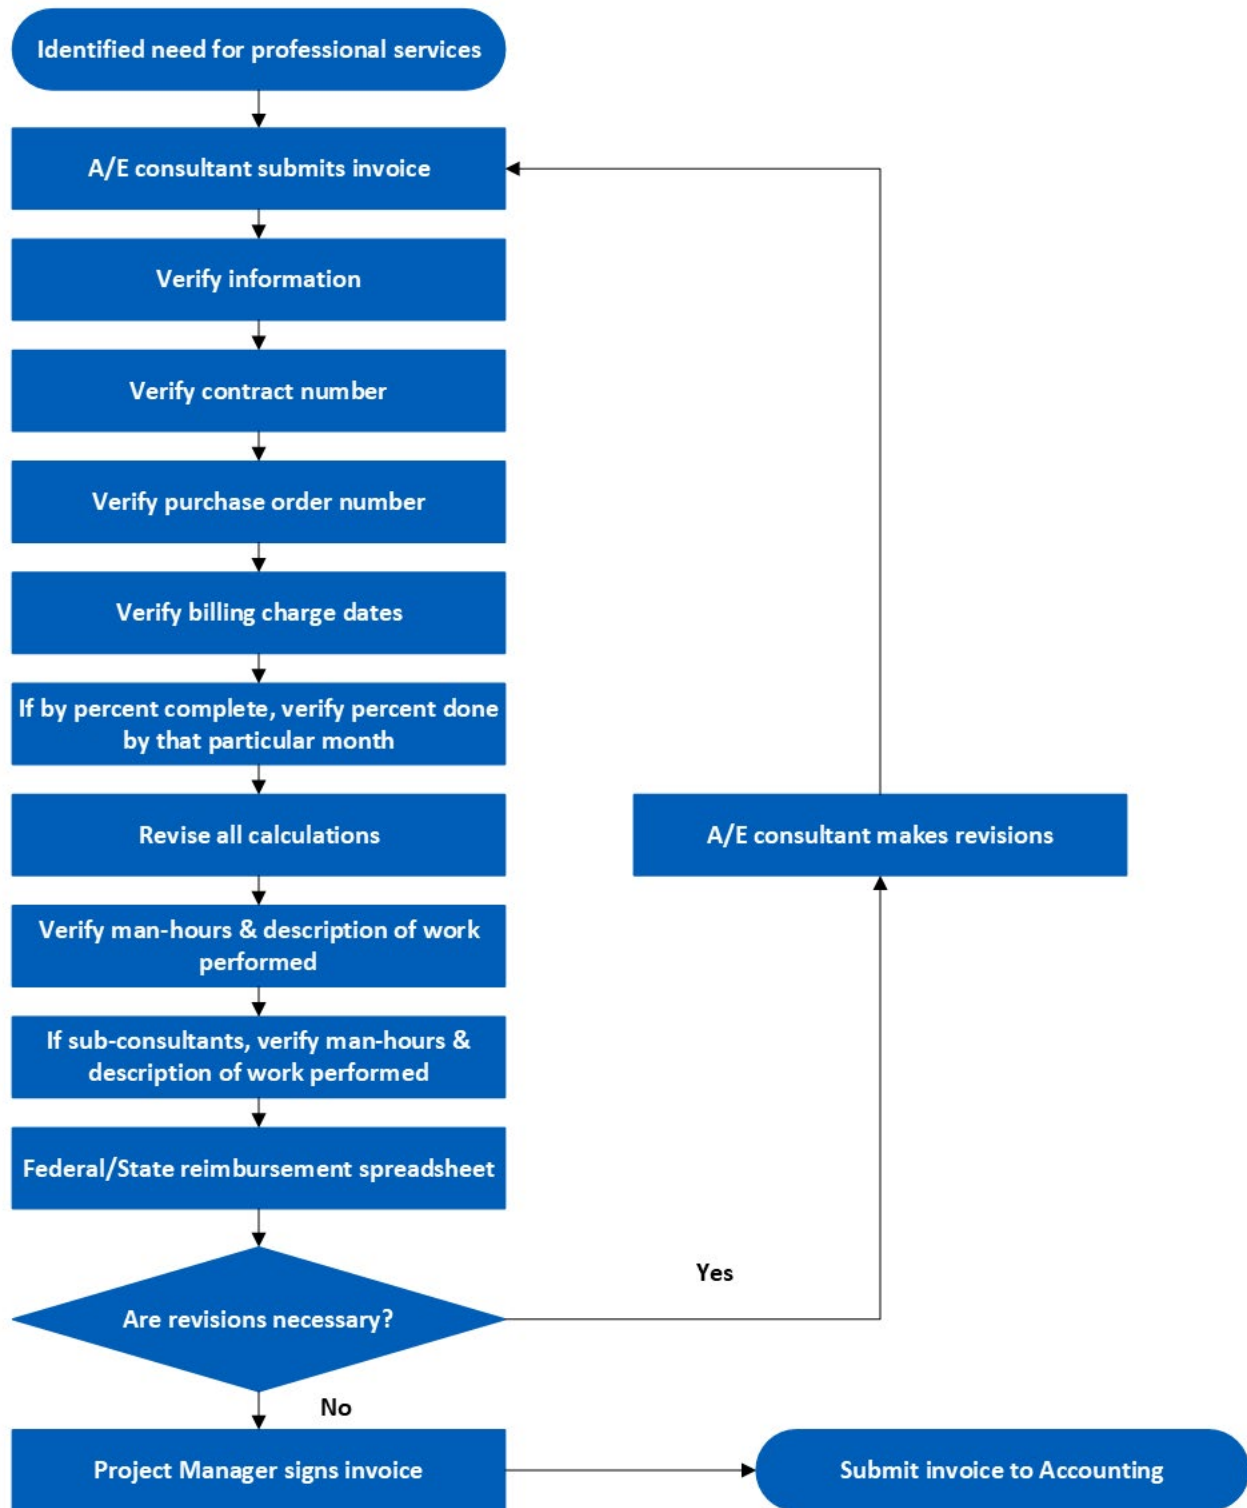 Identified need for professional services
A/E consultant submits invoice
Verify information
Verify contract number
Verify purchase order number
Verify billing charge dates
If by percent complete, verify percent done
by that particular month
Revise all calculations
A/E consultant makes revisions
Verify man-hours & description of work
performed
If sub-consultants, verify man-hours &
description of work performed
Federal/State reimbursement spreadsheet
Are revisions necessary?
Yes
No
Project Manager signs invoice
Submit invoice to Accounting